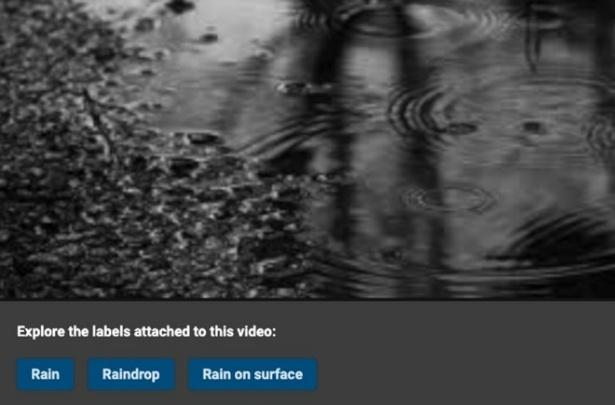 Explore the labels attached to this video:
Rain Raindrop Rain on surface